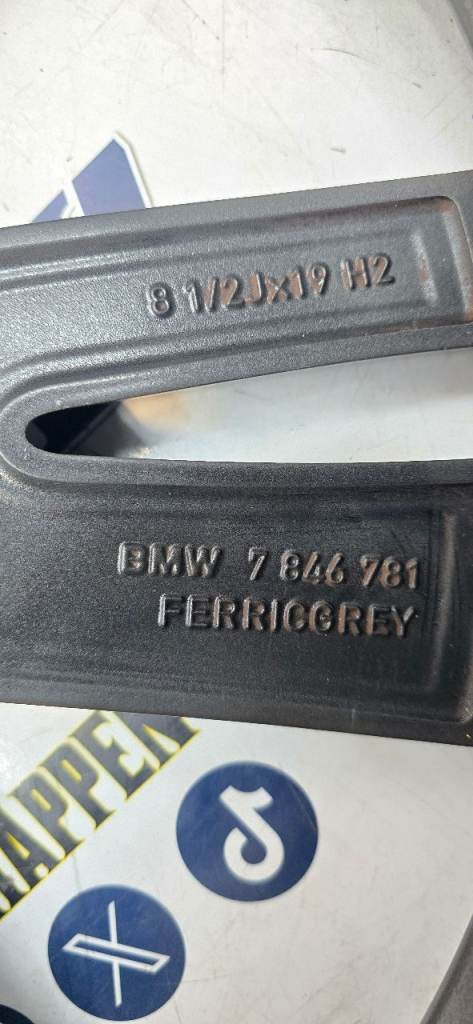 8 1/2Jx19 H2
BMW 7 846 781
FERRICGREY